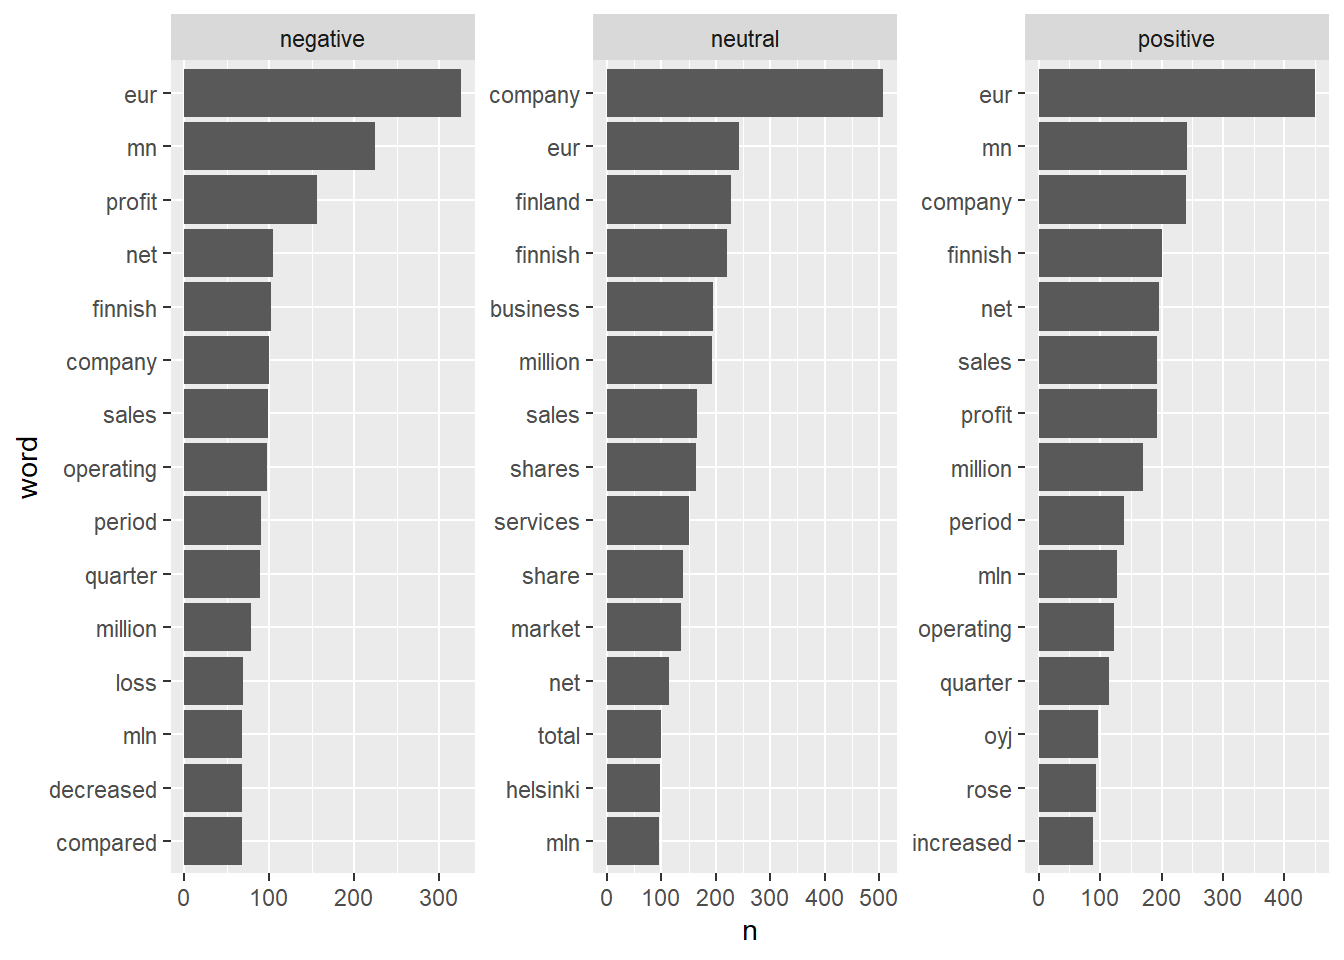 negative
eur
mn
profit
net
finnish
company
sales
operating
period
quarter
million
loss
mln
decreased
compared
0 100 200 300
neutral
company
eur
finland
finnish
business
million
sales
shares
services
share
market
net
total
helsinki
mln
0 100 200 300 400 500
positive
eur
mn
company
finnish
net
sales
profit
million
period
mln
operating
quarter
oyj
rose
increased
0 100 200 300 400
word
n